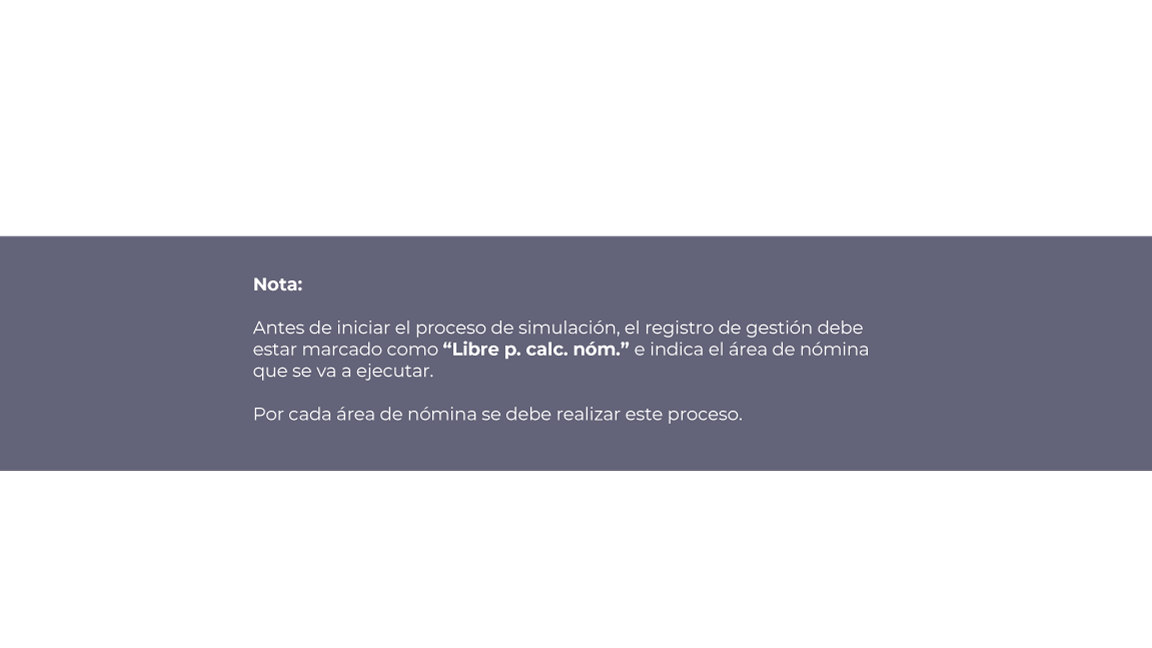 Nota:
Antes de iniciar el proceso de simulación, el registro de gestión debe
estar marcado como “Libre p. calc. nóm.” e indica el área de nómina
que se va a ejecutar.
Por cada área de nómina se debe realizar este proceso.